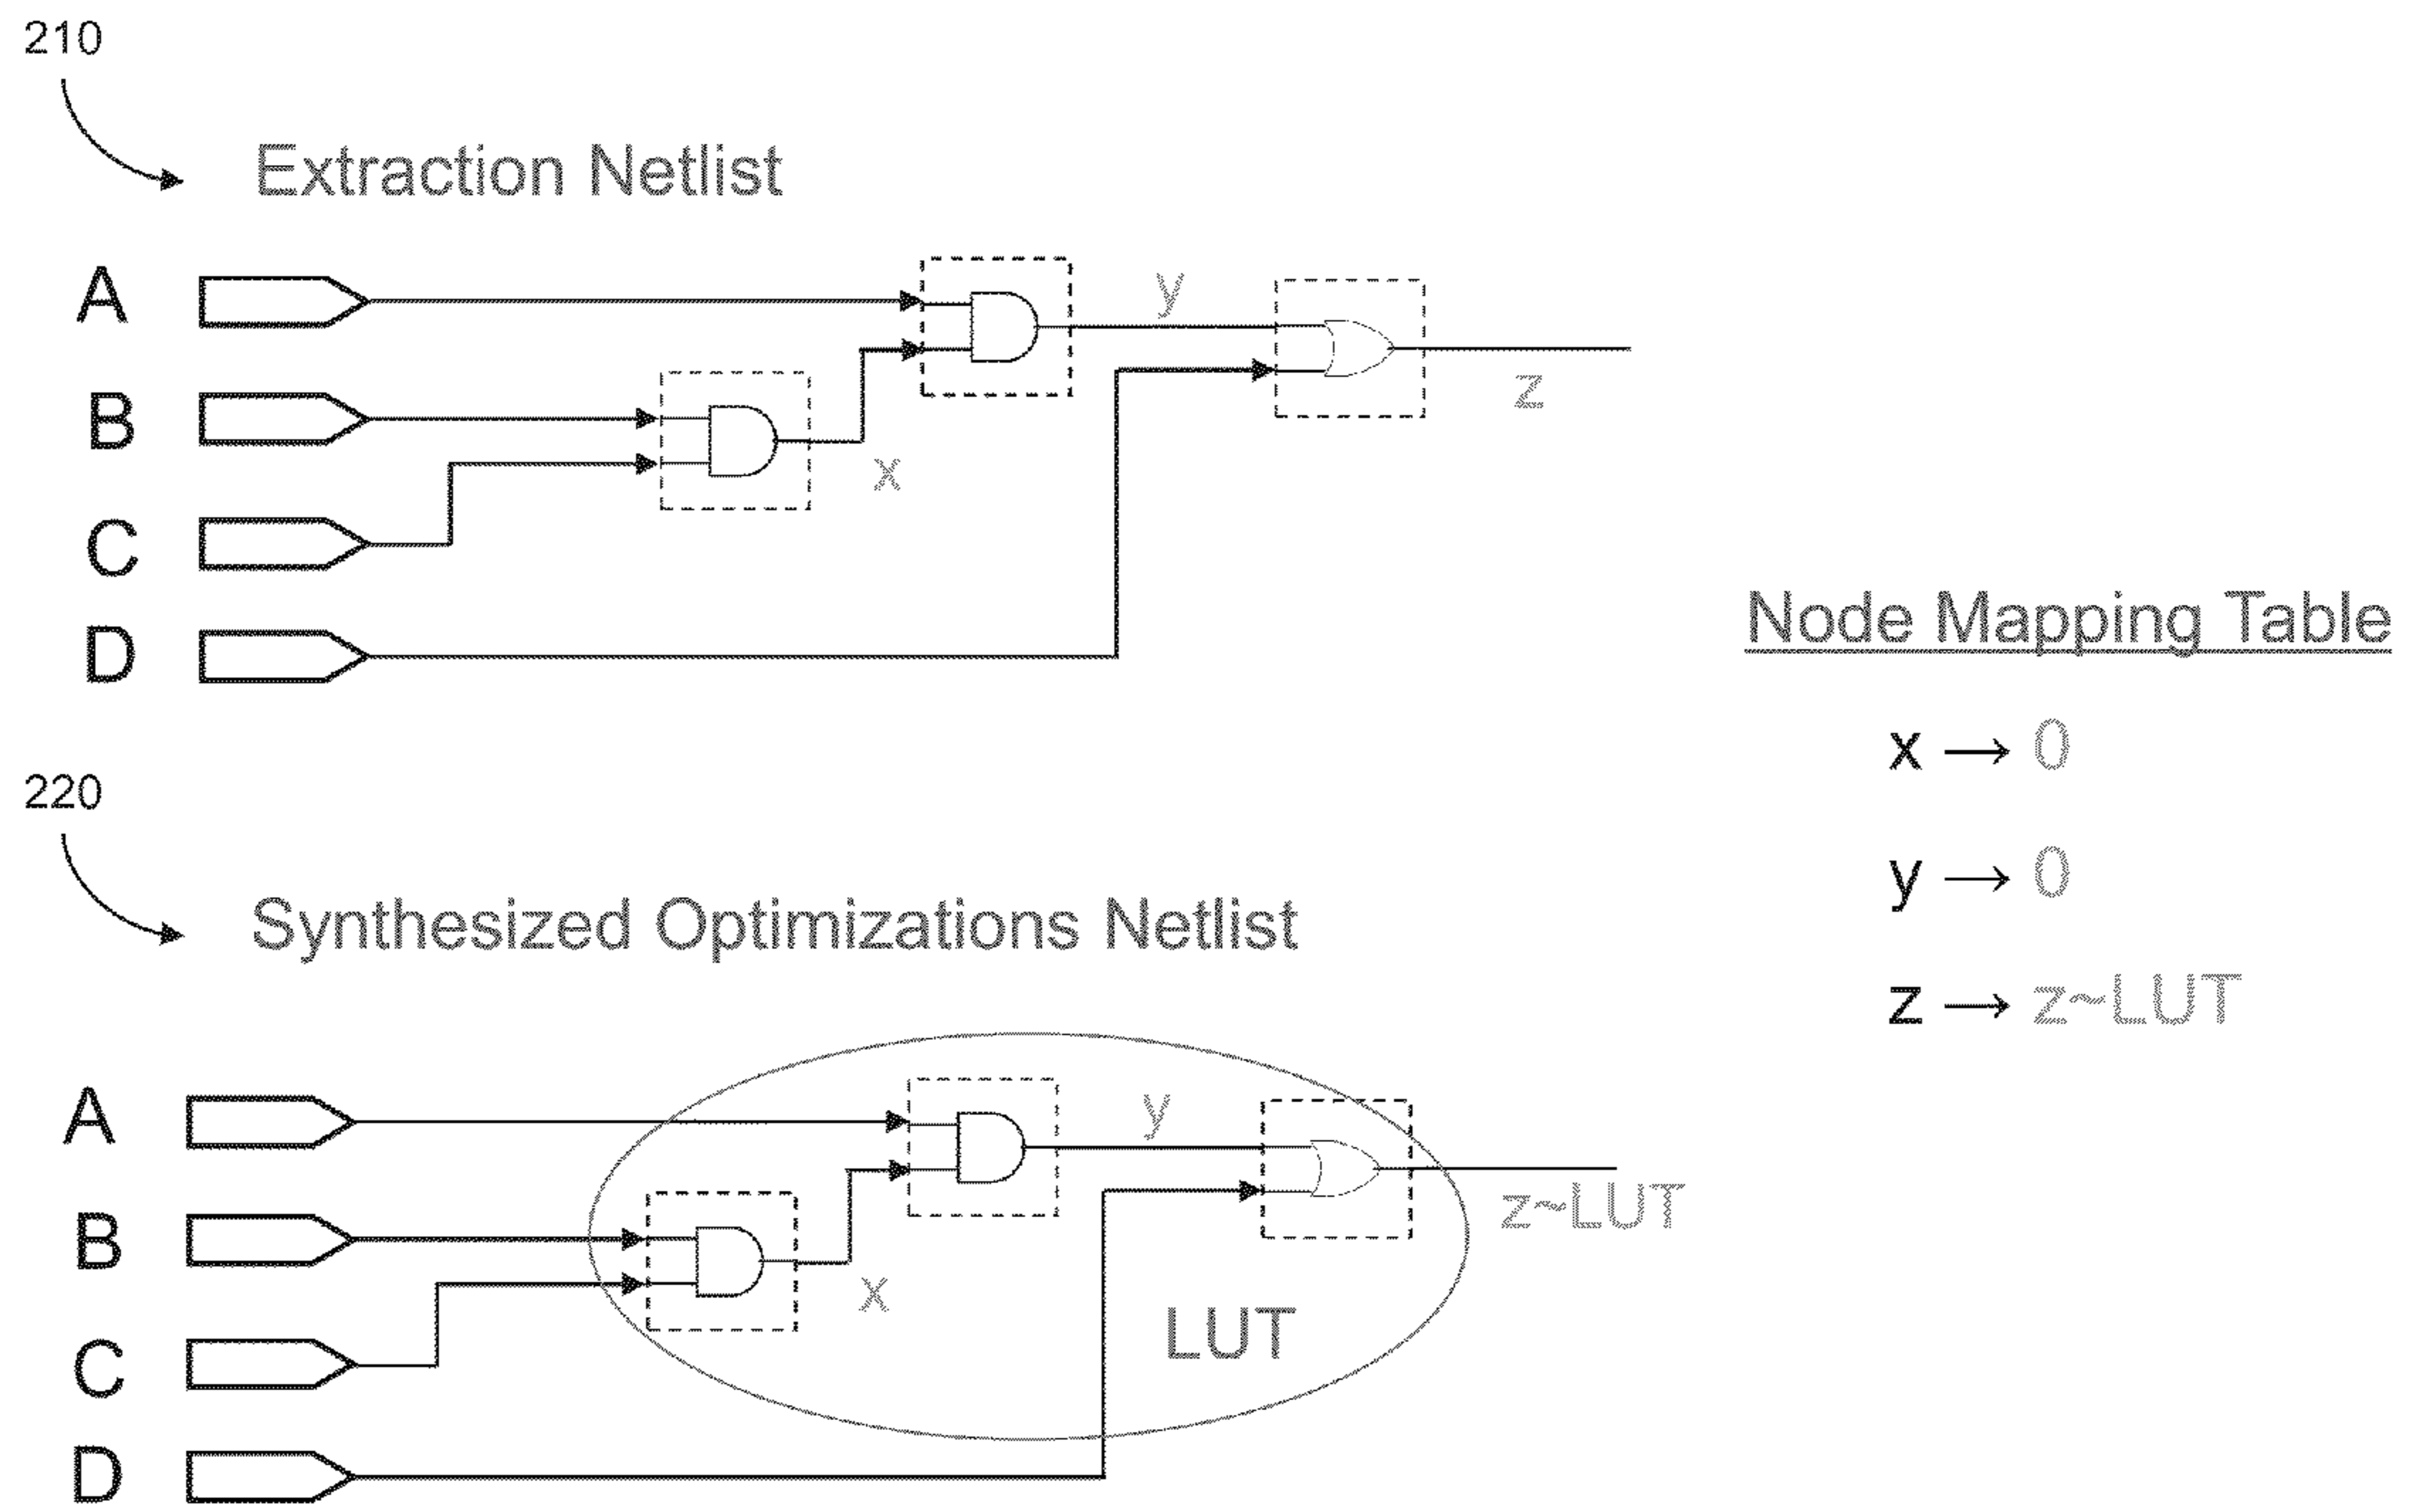 210
Extraction Netlist
A
y
z
B
x
C
D
Node Mapping Table
x → 0
y → 0
z → z~LUT
220
Synthesized Optimizations Netlist
A
y
z~LUT
B
x
LUT
C
D